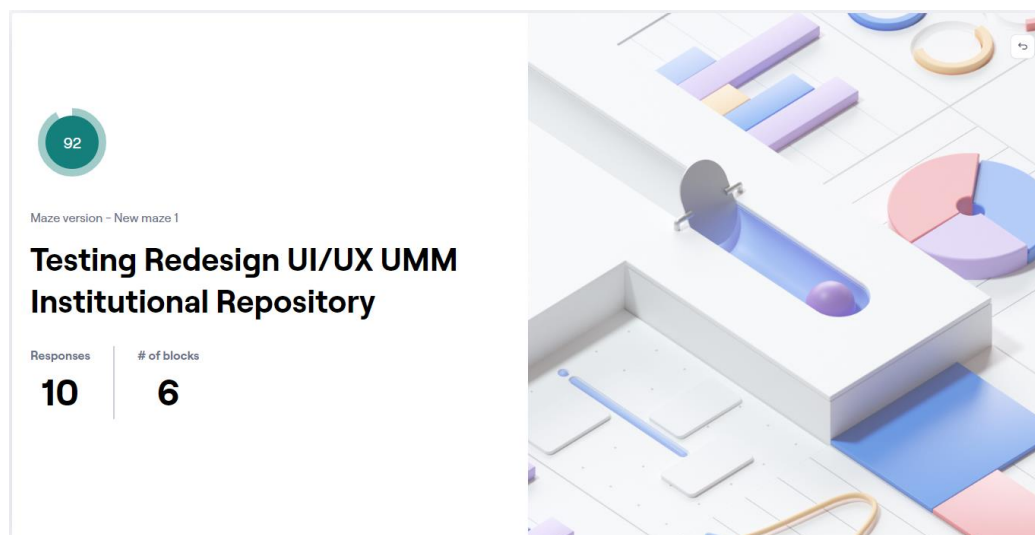 92
Maze version - New maze 1
Testing Redesign UI/UX UMM
Institutional Repository
Responses
# of blocks
10
6